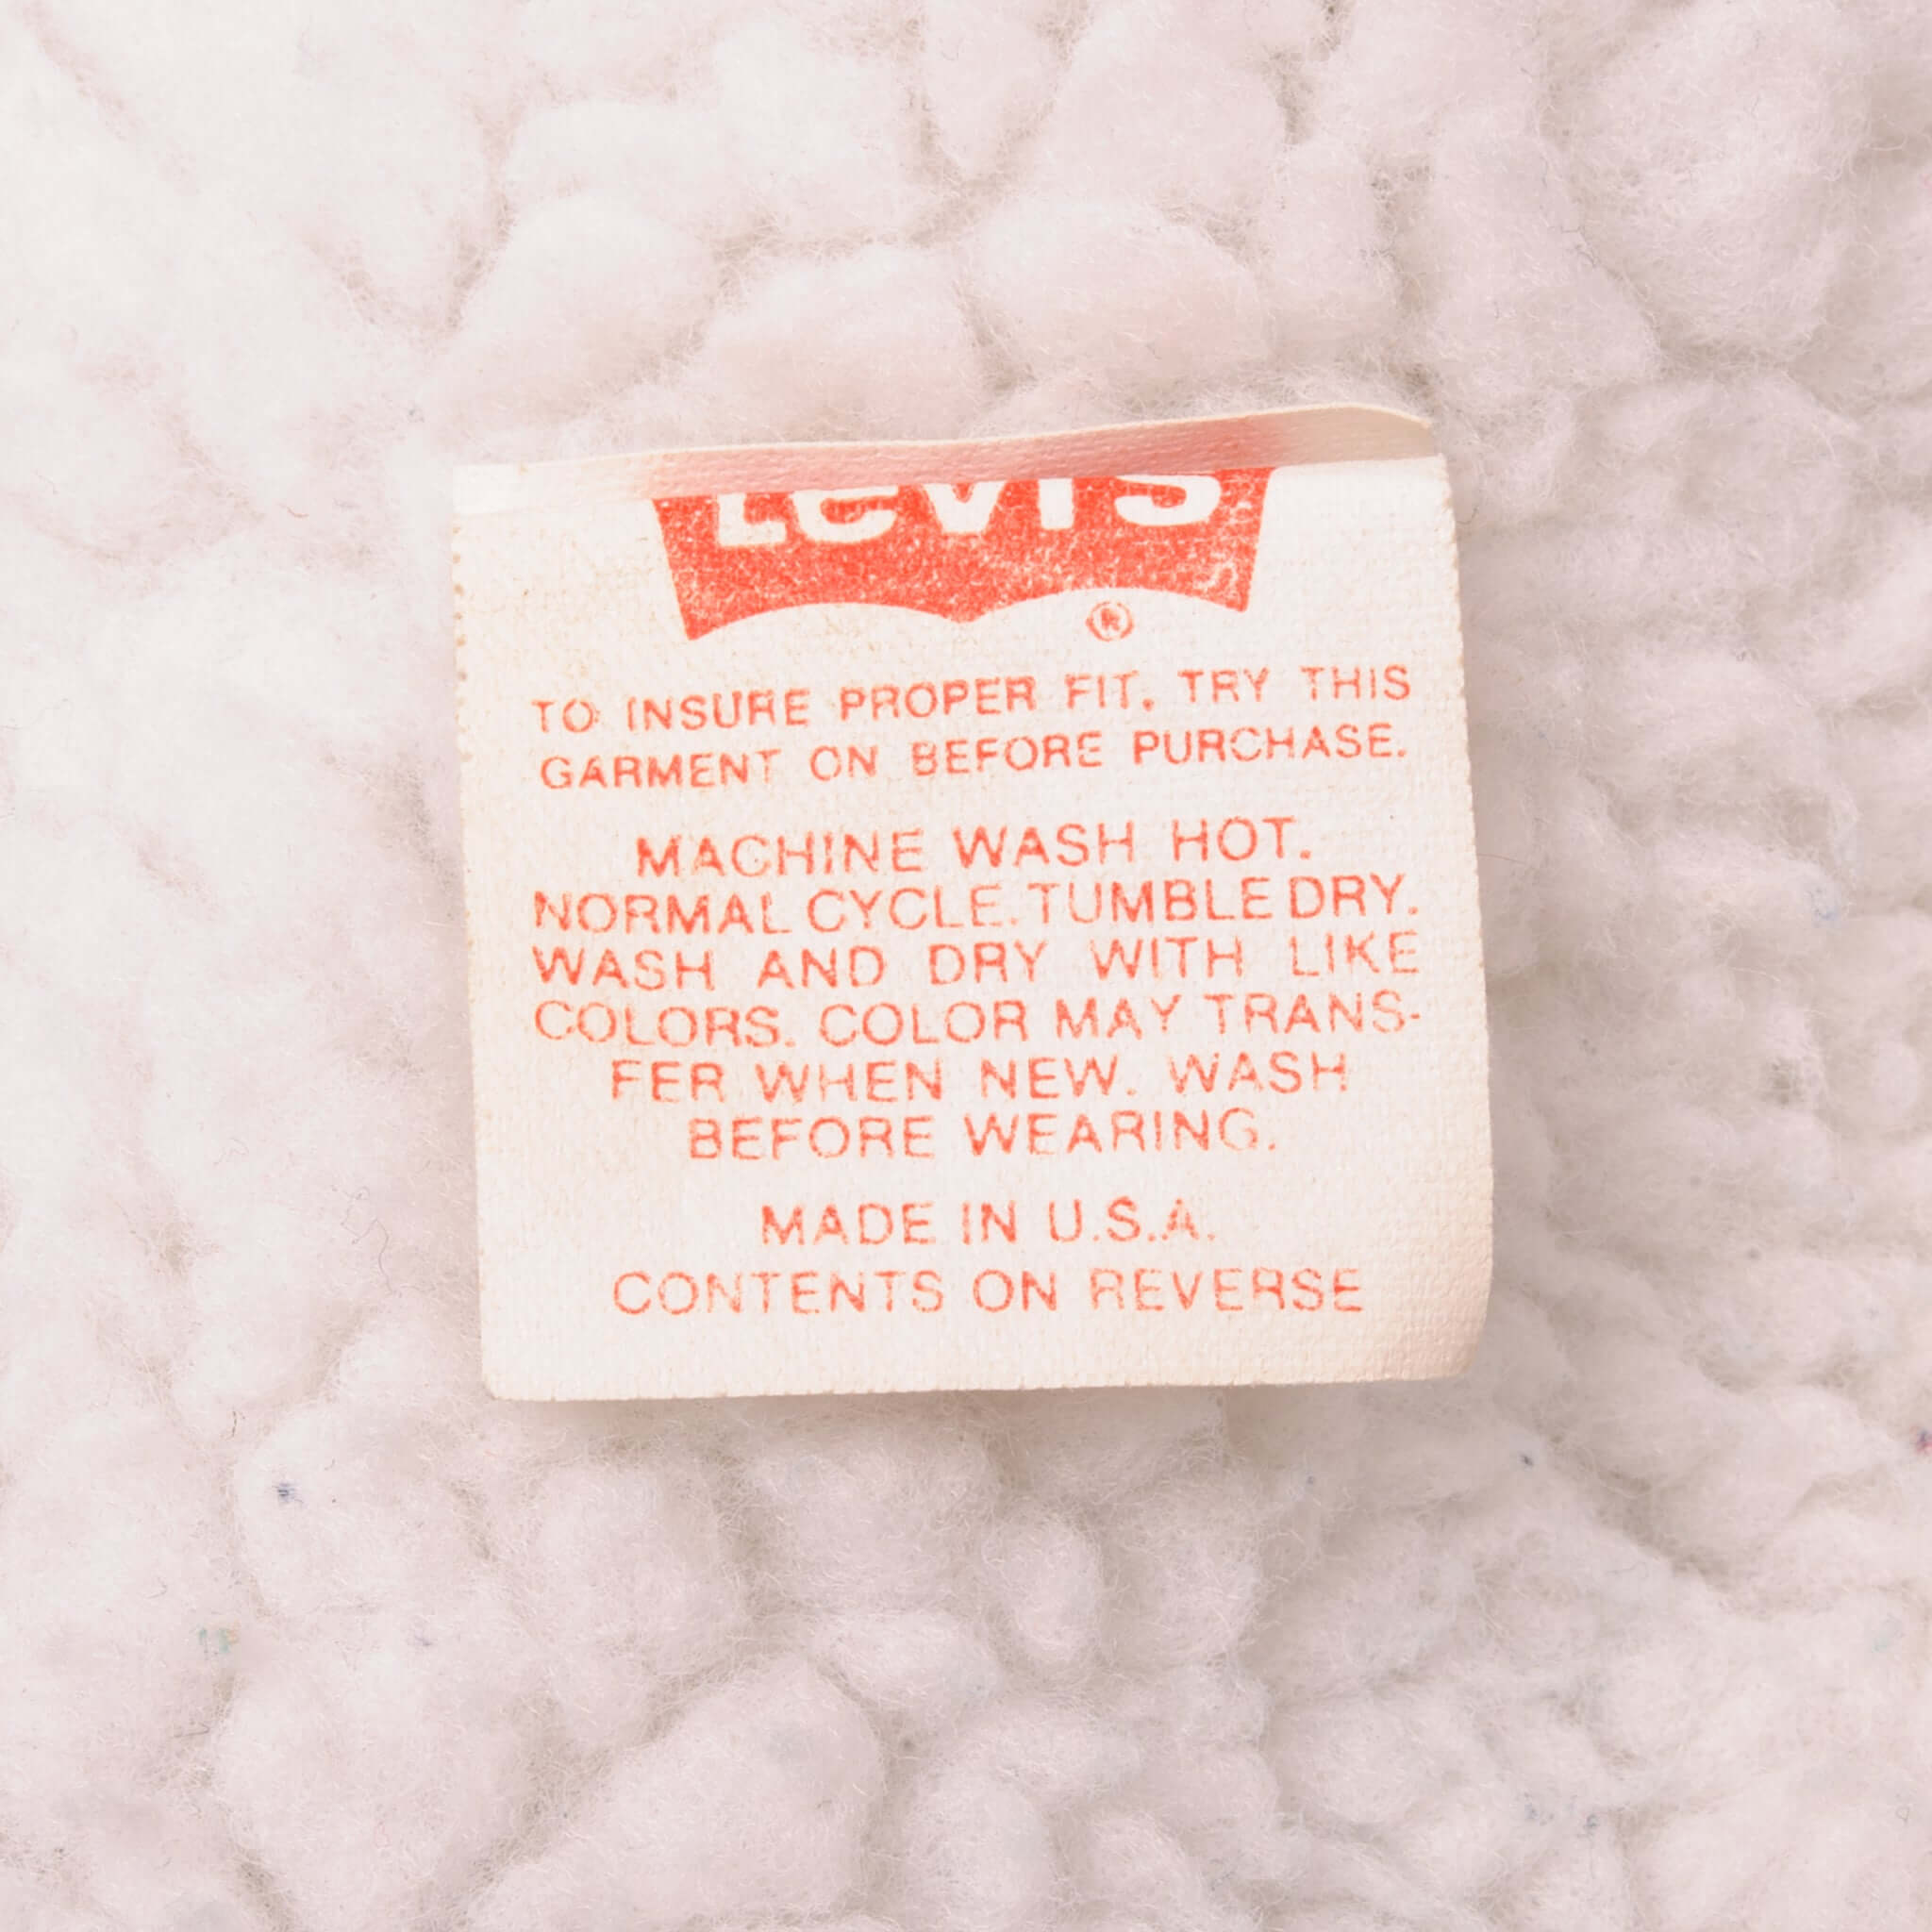 Levi's
®
TO INSURE PROPER FIT, TRY THIS
GARMENT ON BEFORE PURCHASE.
MACHINE WASH HOT.
NORMAL CYCLE. TUMBLE DRY.
WASH AND DRY WITH LIKE
COLORS. COLOR MAY TRANS-
FER WHEN NEW. WASH
BEFORE WEARING.
MADE IN U.S.A.
CONTENTS ON REVERSE